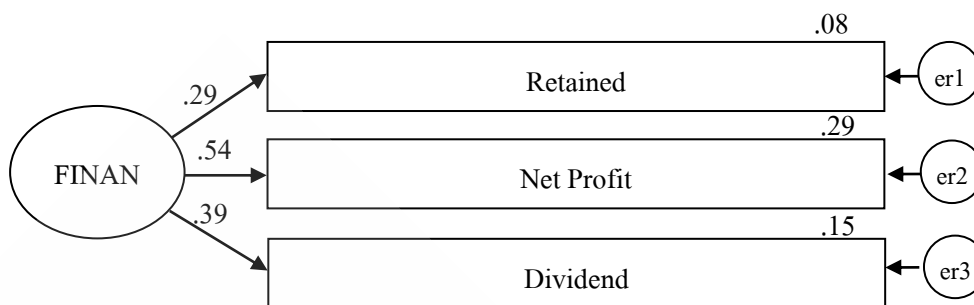 .08
Retained
er1
.29
.29
.54
FINAN
Net Profit
er2
.39
.15
Dividend
er3